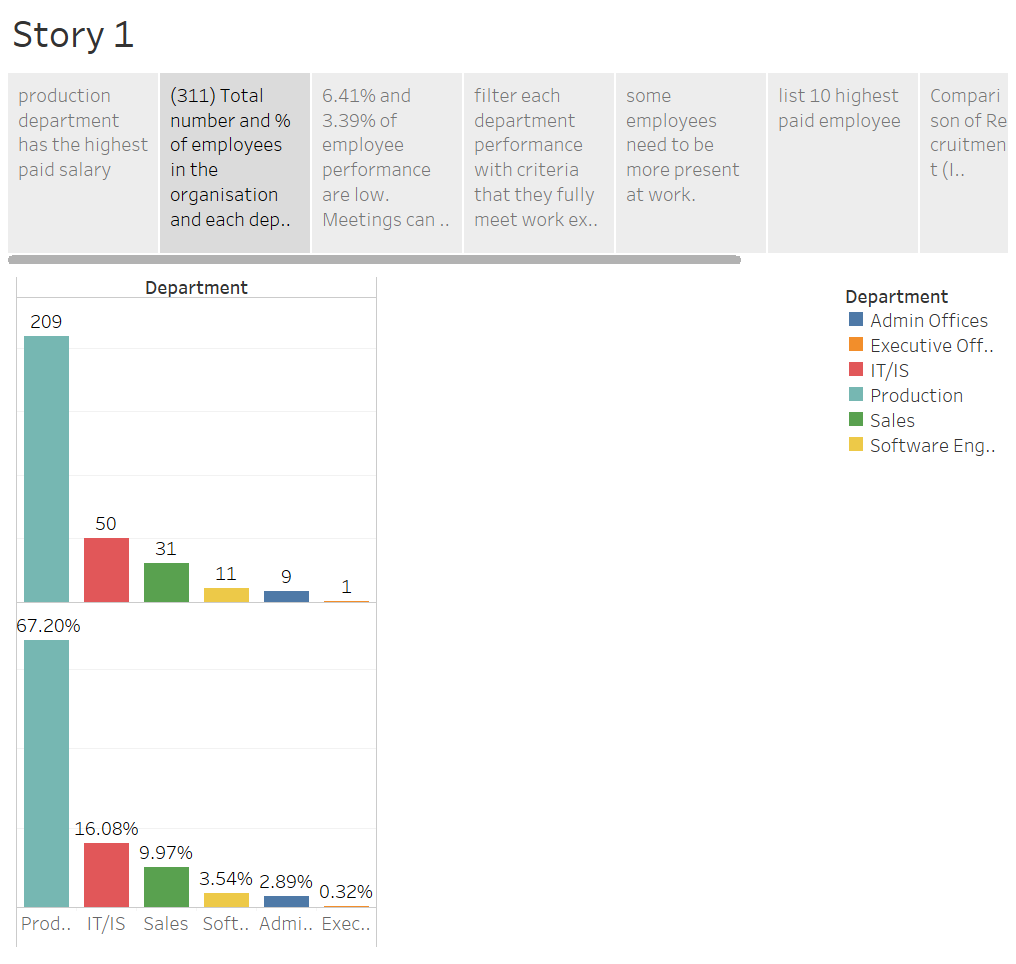 Story 1
production
department
has the highest
paid salary
(311) Total
number and %
of employees
in the
organisation
and each dep..
6.41% and
3.39% of
employee
performance
are low.
Meetings can ..
filter each
department
performance
with criteria
that they fully
meet work ex..
some
employees
need to be
more present
at work.
list 10 highest
paid employee
Compari
son of Re
cruitmen
t (I..
Department
209
50
31
11
9
1
67.20%
16.08%
9.97%
3.54%
2.89%
0.32%
Prod..
IT/IS
Sales
Soft..
Admi..
Exec..
Department
Admin Offices
Executive Off..
IT/IS
Production
Sales
Software Eng..